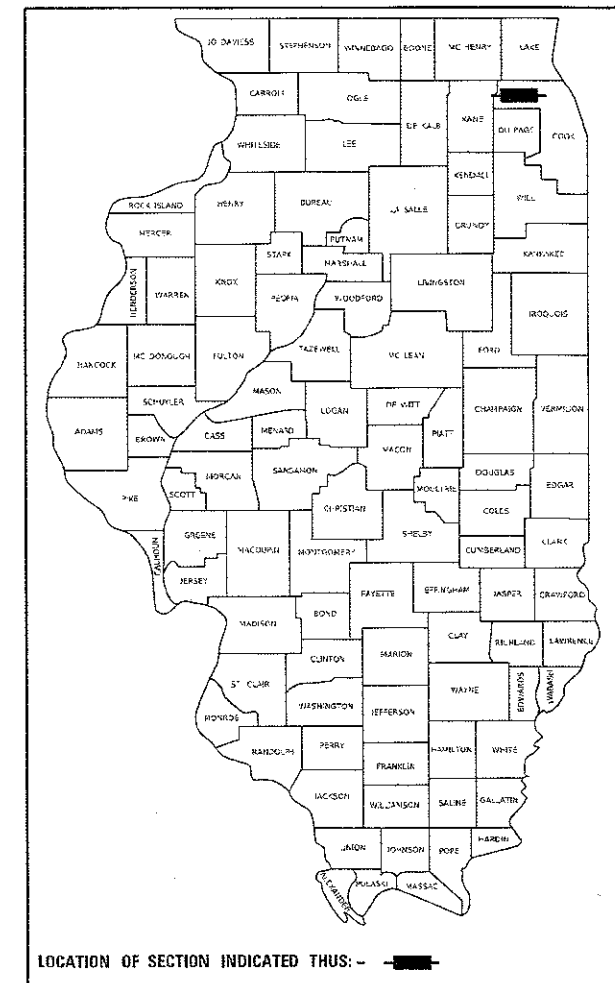 JO DAVIESS STEPHENSON WINNEBAGO BOONE MC HENRY LAKE
CARROLL OGLE DE KALB KANE DU PAGE COOK
WHITESIDE LEE
KENDALL WILL
ROCK ISLAND HENRY BUREAU LA SALLE GRUNDY
MERCER PUTNAM KANKAKEE
STARK MARSHALL
HENDERSON WARREN KNOX PEORIA WOODFORD LIVINGSTON IROQUOIS
HANCOCK MC DONOUGH FULTON TAZEWELL MC LEAN FORD
SCHUYLER MASON LOGAN DE WITT CHAMPAIGN VERMILION
ADAMS BROWN CASS MENARD MACON PIATT
PIKE SCOTT MORGAN SANGAMON MOULTRIE DOUGLAS EDGAR
CHRISTIAN COLES
CALHOUN GREENE MACOUPIN MONTGOMERY SHELBY CUMBERLAND CLARK
JERSEY FAYETTE EFFINGHAM JASPER CRAWFORD
MADISON BOND CLAY RICHLAND LAWRENCE
CLINTON MARION
ST. CLAIR WAYNE EDWARDS WABASH
MONROE WASHINGTON JEFFERSON
RANDOLPH PERRY HAMILTON WHITE
FRANKLIN
JACKSON WILLIAMSON SALINE GALLATIN
UNION JOHNSON POPE HARDIN
ALEXANDER PULASKI MASSAC
LOCATION OF SECTION INDICATED THUS: -